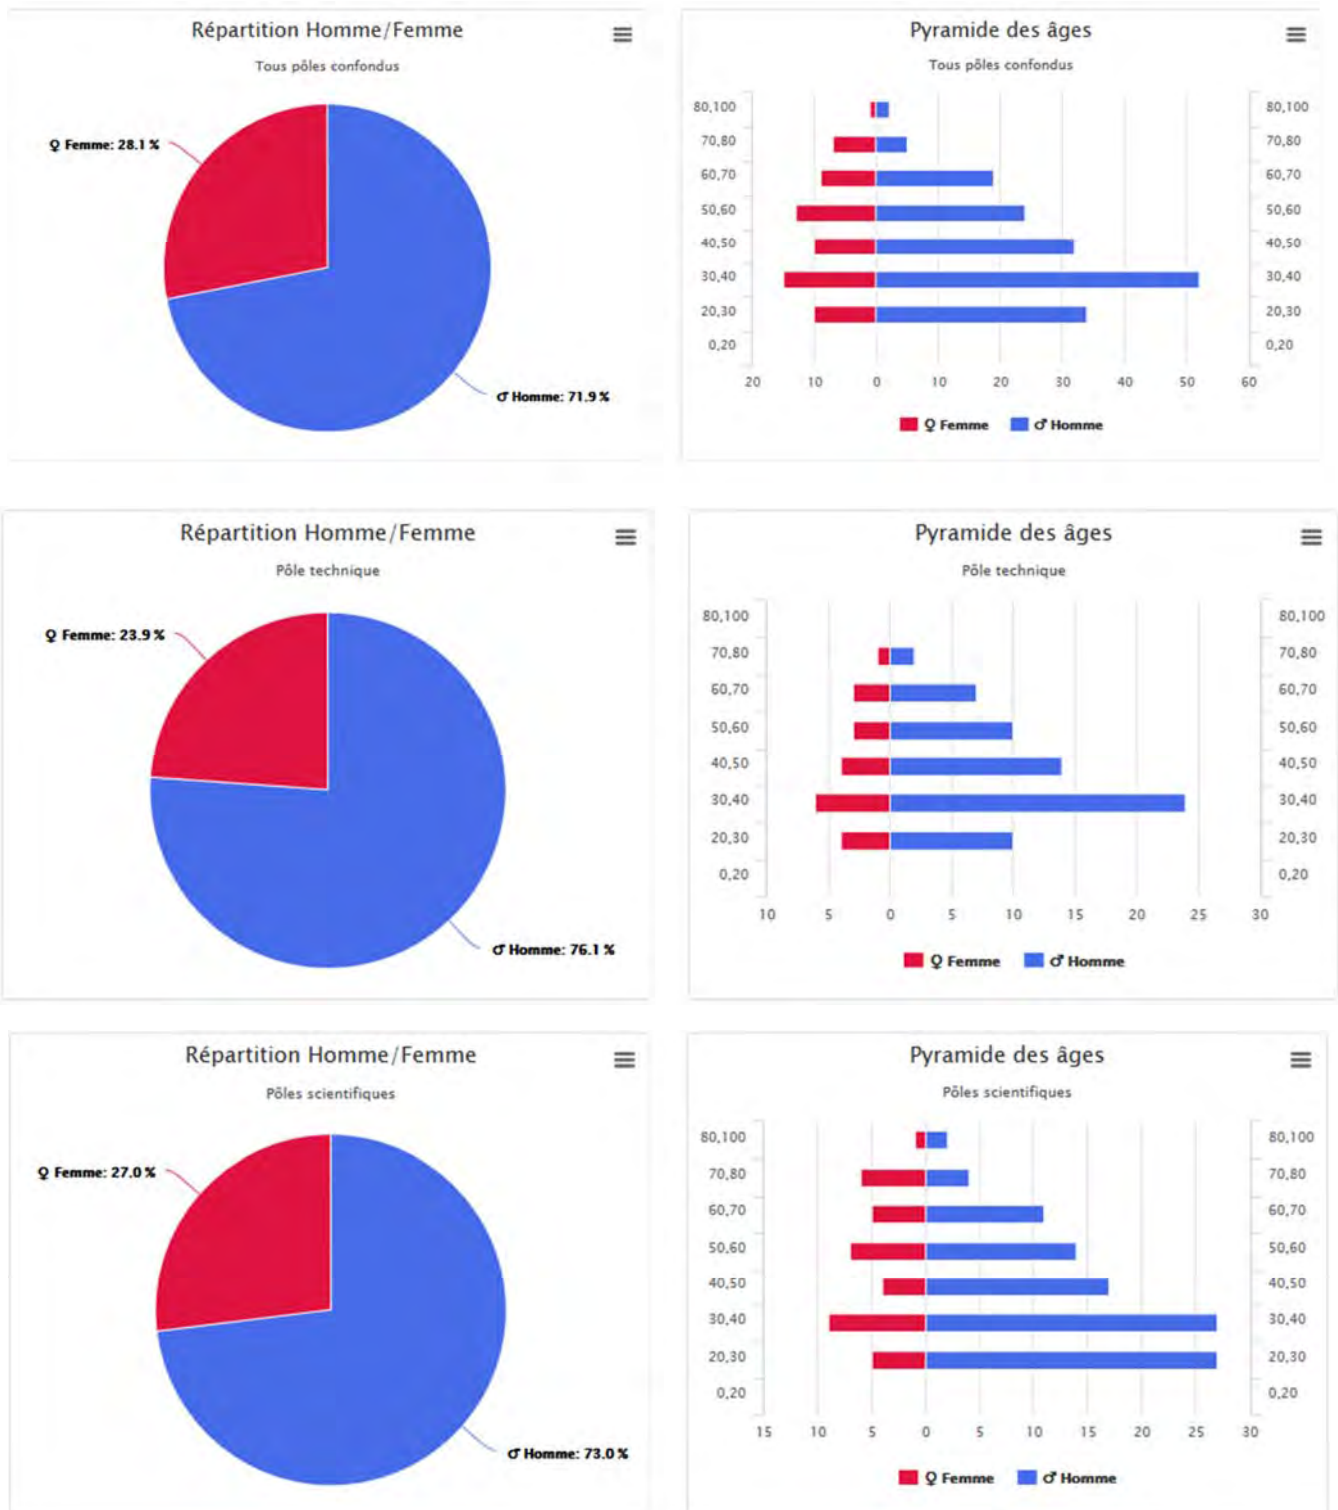 Répartition Homme/Femme
Tous pôles confondus
♀ Femme: 28.1 %
♂ Homme: 71.9 %
Pyramide des âges
Tous pôles confondus
80,100 80,100
70,80 70,80
60,70 60,70
50,60 50,60
40,50 40,50
30,40 30,40
20,30 20,30
0,20 0,20
20 10 0 10 20 30 40 50 60
♀ Femme ♂ Homme
Répartition Homme/Femme
Pôle technique
♀ Femme: 23.9 %
♂ Homme: 76.1 %
Pyramide des âges
Pôle technique
80,100 80,100
70,80 70,80
60,70 60,70
50,60 50,60
40,50 40,50
30,40 30,40
20,30 20,30
0,20 0,20
10 5 0 5 10 15 20 25 30
♀ Femme ♂ Homme
Répartition Homme/Femme
Pôles scientifiques
♀ Femme: 27.0 %
♂ Homme: 73.0 %
Pyramide des âges
Pôles scientifiques
80,100 80,100
70,80 70,80
60,70 60,70
50,60 50,60
40,50 40,50
30,40 30,40
20,30 20,30
0,20 0,20
15 10 5 0 5 10 15 20 25 30
♀ Femme ♂ Homme